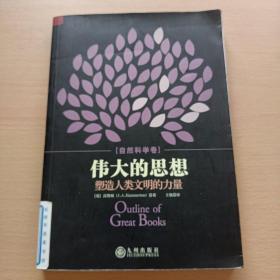 [自然科学卷]
伟大的思想
塑造人类文明的力量
Outline of
Great Books
九州出版社